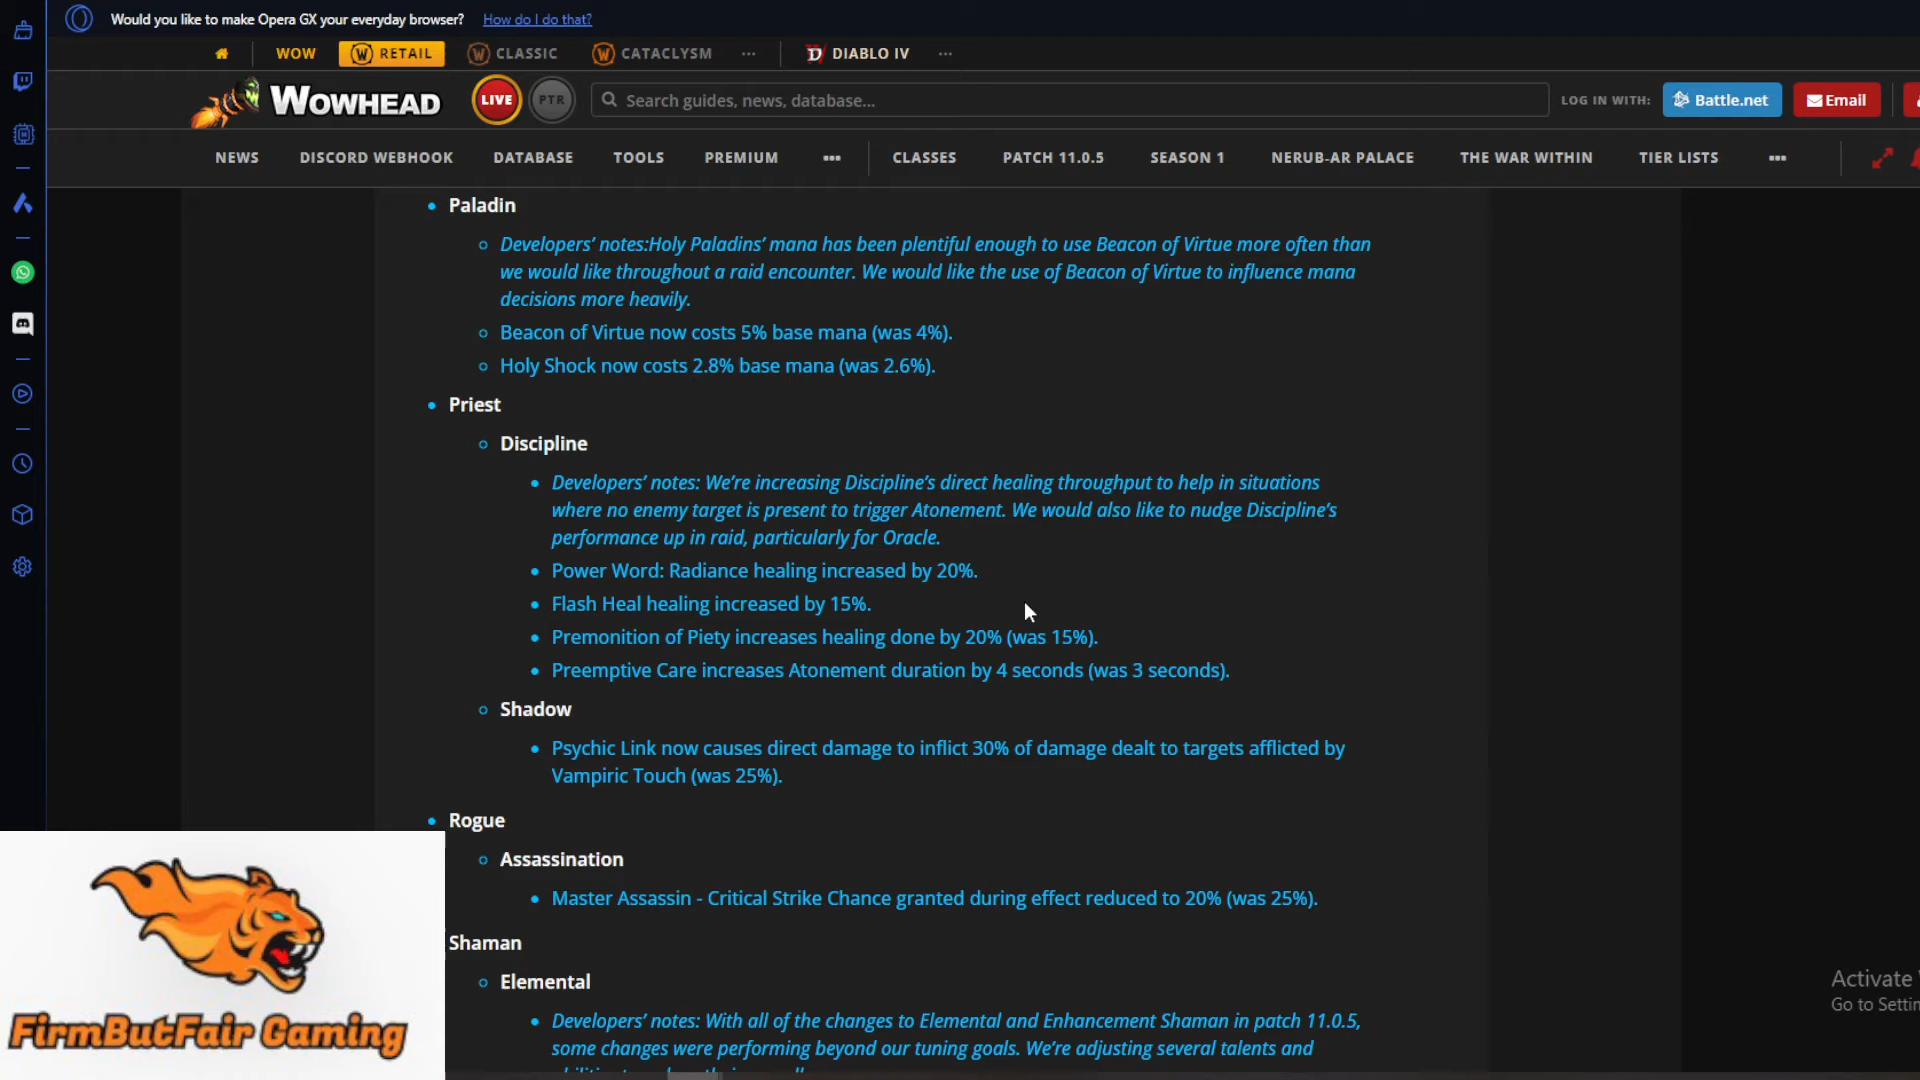 Would you like to make Opera GX your everyday browser? How do I do that?
WOW RETAIL CLASSIC CATACLYSM ... DIABLO IV ...
WOWHEAD LIVE PTR Search guides, news, database... LOG IN WITH: Battle.net Email
NEWS DISCORD WEBHOOK DATABASE TOOLS PREMIUM ... CLASSES PATCH 11.0.5 SEASON 1 NERUB-AR PALACE THE WAR WITHIN TIER LISTS ...
Paladin
Developers’ notes:Holy Paladins’ mana has been plentiful enough to use Beacon of Virtue more often than
we would like throughout a raid encounter. We would like the use of Beacon of Virtue to influence mana
decisions more heavily.
Beacon of Virtue now costs 5% base mana (was 4%).
Holy Shock now costs 2.8% base mana (was 2.6%).
Priest
Discipline
Developers’ notes: We’re increasing Discipline’s direct healing throughput to help in situations
where no enemy target is present to trigger Atonement. We would also like to nudge Discipline’s
performance up in raid, particularly for Oracle.
Power Word: Radiance healing increased by 20%.
Flash Heal healing increased by 15%.
Premonition of Piety increases healing done by 20% (was 15%).
Preemptive Care increases Atonement duration by 4 seconds (was 3 seconds).
Shadow
Psychic Link now causes direct damage to inflict 30% of damage dealt to targets afflicted by
Vampiric Touch (was 25%).
Rogue
Assassination
Master Assassin - Critical Strike Chance granted during effect reduced to 20% (was 25%).
Shaman
Elemental
Developers’ notes: With all of the changes to Elemental and Enhancement Shaman in patch 11.0.5,
some changes were performing beyond our tuning goals. We’re adjusting several talents and
Activate
Go to Settin
FirmButFair Gaming